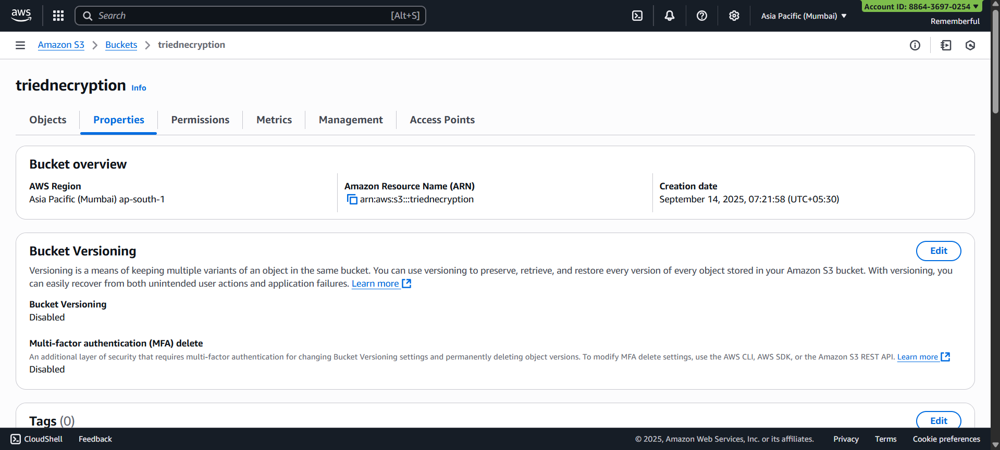 aws
Search [Alt+S]
Asia Pacific (Mumbai)
Account ID: 8864-3697-0254
Rememberful
Amazon S3 > Buckets > triednecryption
triednecryption Info
Objects Properties Permissions Metrics Management Access Points
Bucket overview
AWS Region
Asia Pacific (Mumbai) ap-south-1
Amazon Resource Name (ARN)
arn:aws:s3:::triednecryption
Creation date
September 14, 2025, 07:21:58 (UTC+05:30)
Bucket Versioning
Edit
Versioning is a means of keeping multiple variants of an object in the same bucket. You can use versioning to preserve, retrieve, and restore every version of every object stored in your Amazon S3 bucket. With versioning, you
can easily recover from both unintended user actions and application failures. Learn more
Bucket Versioning
Disabled
Multi-factor authentication (MFA) delete
An additional layer of security that requires multi-factor authentication for changing Bucket Versioning settings and permanently deleting object versions. To modify MFA delete settings, use the AWS CLI, AWS SDK, or the Amazon S3 REST API. Learn more
Disabled
Tags (0)
Edit
CloudShell Feedback © 2025, Amazon Web Services, Inc. or its affiliates. Privacy Terms Cookie preferences